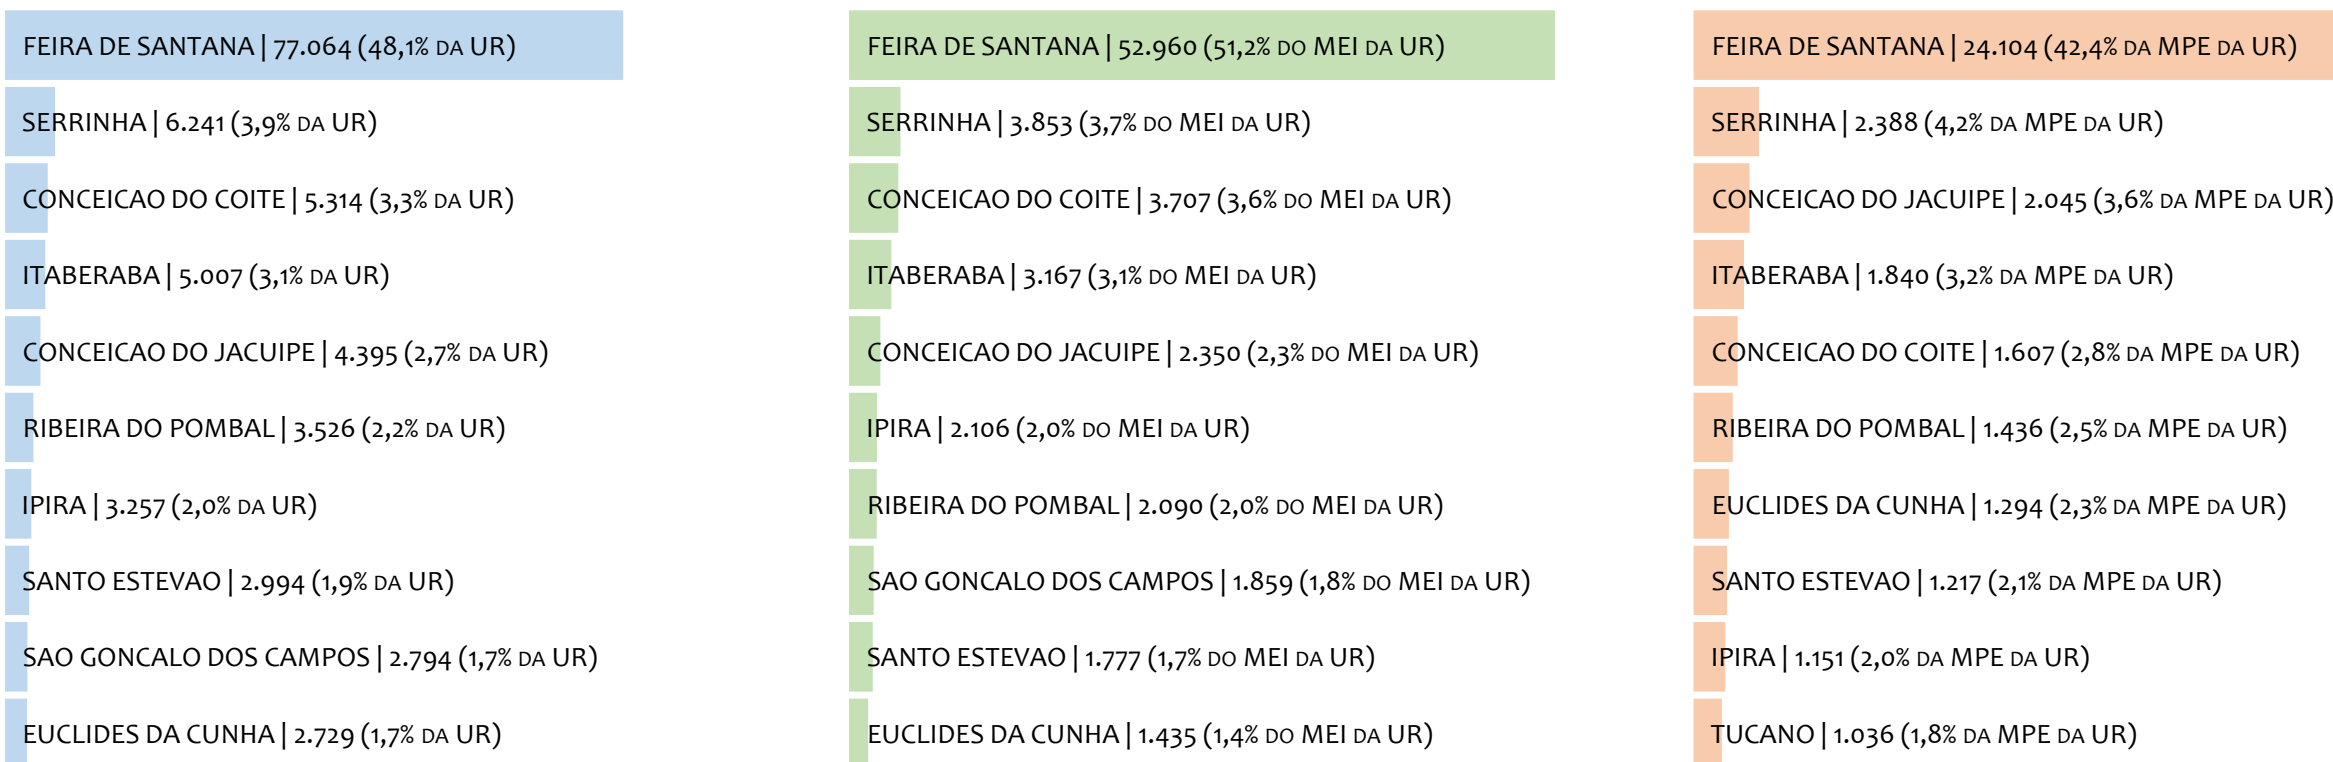 FEIRA DE SANTANA | 77.064 (48,1% DA UR)
SERRINHA | 6.241 (3,9% DA UR)
CONCEICAO DO COITE | 5.314 (3,3% DA UR)
ITABERABA | 5.007 (3,1% DA UR)
CONCEICAO DO JACUIPE | 4.395 (2,7% DA UR)
RIBEIRA DO POMBAL | 3.526 (2,2% DA UR)
IPIRA | 3.257 (2,0% DA UR)
SANTO ESTEVAO | 2.994 (1,9% DA UR)
SAO GONCALO DOS CAMPOS | 2.794 (1,7% DA UR)
EUCLIDES DA CUNHA | 2.729 (1,7% DA UR)
FEIRA DE SANTANA | 52.960 (51,2% DO MEI DA UR)
SERRINHA | 3.853 (3,7% DO MEI DA UR)
CONCEICAO DO COITE | 3.707 (3,6% DO MEI DA UR)
ITABERABA | 3.167 (3,1% DO MEI DA UR)
CONCEICAO DO JACUIPE | 2.350 (2,3% DO MEI DA UR)
IPIRA | 2.106 (2,0% DO MEI DA UR)
RIBEIRA DO POMBAL | 2.090 (2,0% DO MEI DA UR)
SAO GONCALO DOS CAMPOS | 1.859 (1,8% DO MEI DA UR)
SANTO ESTEVAO | 1.777 (1,7% DO MEI DA UR)
EUCLIDES DA CUNHA | 1.435 (1,4% DO MEI DA UR)
FEIRA DE SANTANA | 24.104 (42,4% DA MPE DA UR)
SERRINHA | 2.388 (4,2% DA MPE DA UR)
CONCEICAO DO JACUIPE | 2.045 (3,6% DA MPE DA UR)
ITABERABA | 1.840 (3,2% DA MPE DA UR)
CONCEICAO DO COITE | 1.607 (2,8% DA MPE DA UR)
RIBEIRA DO POMBAL | 1.436 (2,5% DA MPE DA UR)
EUCLIDES DA CUNHA | 1.294 (2,3% DA MPE DA UR)
SANTO ESTEVAO | 1.217 (2,1% DA MPE DA UR)
IPIRA | 1.151 (2,0% DA MPE DA UR)
TUCANO | 1.036 (1,8% DA MPE DA UR)